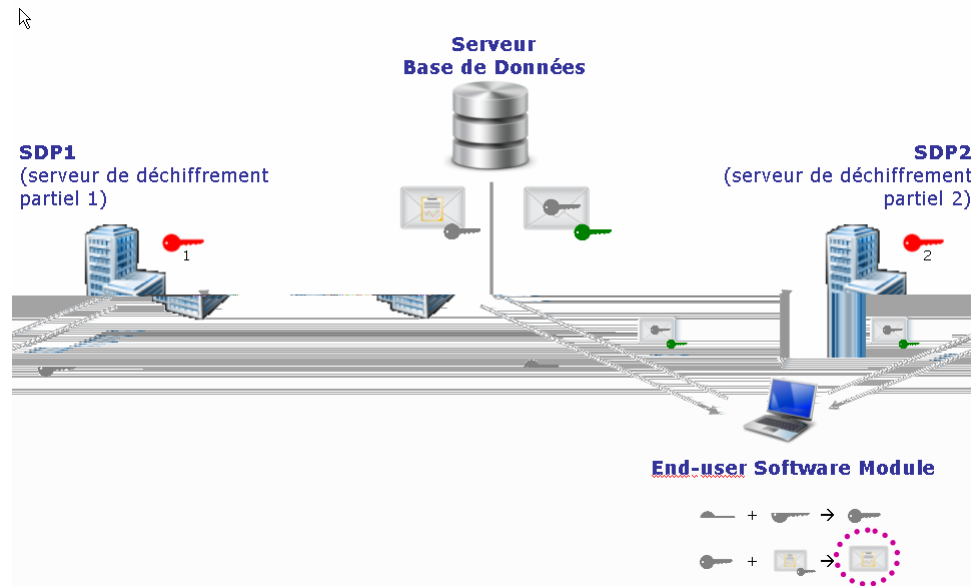 Serveur
Base de Données
SDP1
(serveur de déchiffrement
partiel 1)
SDP2
(serveur de déchiffrement
partiel 2)
1
2
End-user Software Module
+ →
+ →